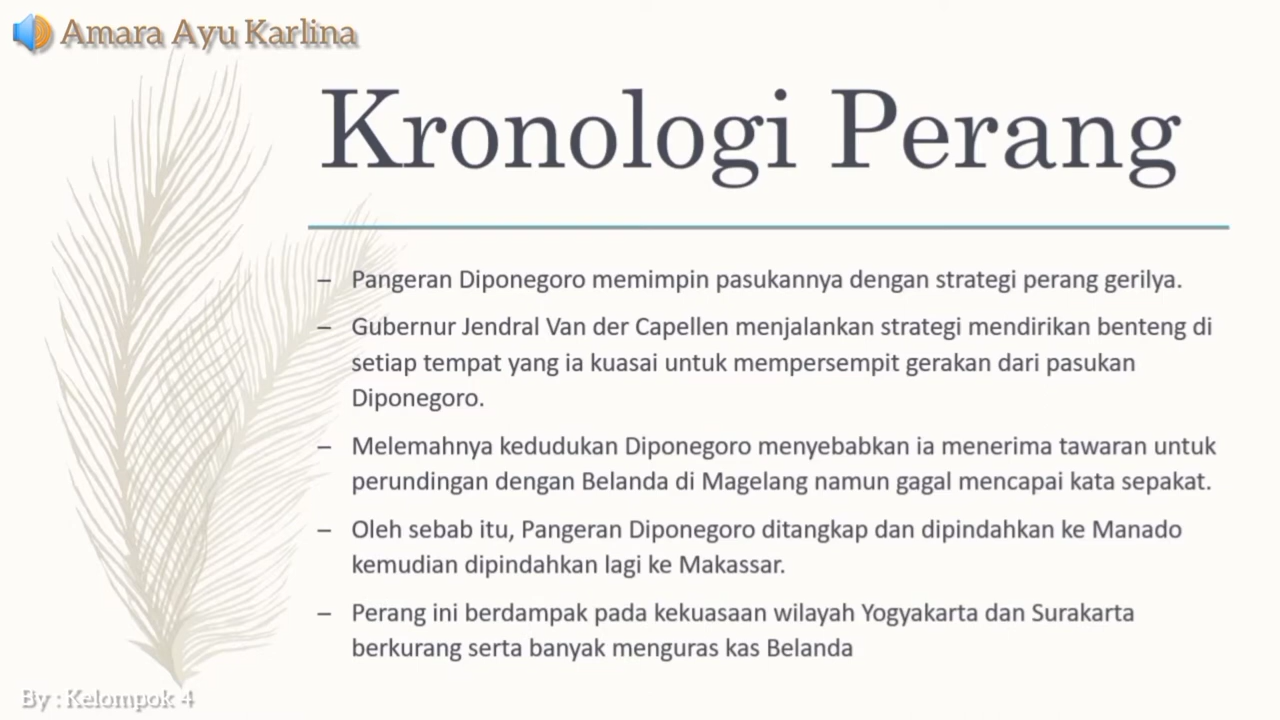 Amara Ayu Karlina
Kronologi Perang
– Pangeran Diponegoro memimpin pasukannya dengan strategi perang gerilya.
– Gubernur Jendral Van der Capellen menjalankan strategi mendirikan benteng di
setiap tempat yang ia kuasai untuk mempersempit gerakan dari pasukan
Diponegoro.
– Melemahnya kedudukan Diponegoro menyebabkan ia menerima tawaran untuk
perundingan dengan Belanda di Magelang namun gagal mencapai kata sepakat.
– Oleh sebab itu, Pangeran Diponegoro ditangkap dan dipindahkan ke Manado
kemudian dipindahkan lagi ke Makassar.
– Perang ini berdampak pada kekuasaan wilayah Yogyakarta dan Surakarta
berkurang serta banyak menguras kas Belanda
By : Kelompok 4